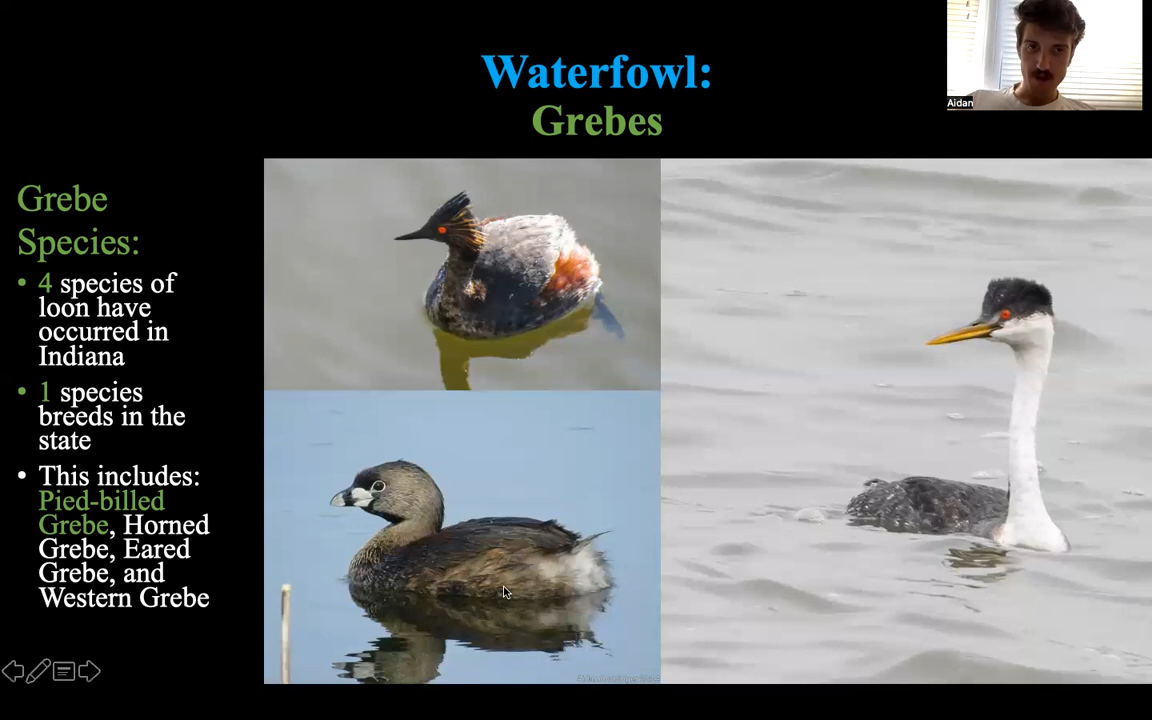 Waterfowl:
Grebes
Aidan
Grebe
Species:
• 4 species of
loon have
occurred in
Indiana
• 1 species
breeds in the
state
• This includes:
Pied-billed
Grebe, Horned
Grebe, Eared
Grebe, and
Western Grebe